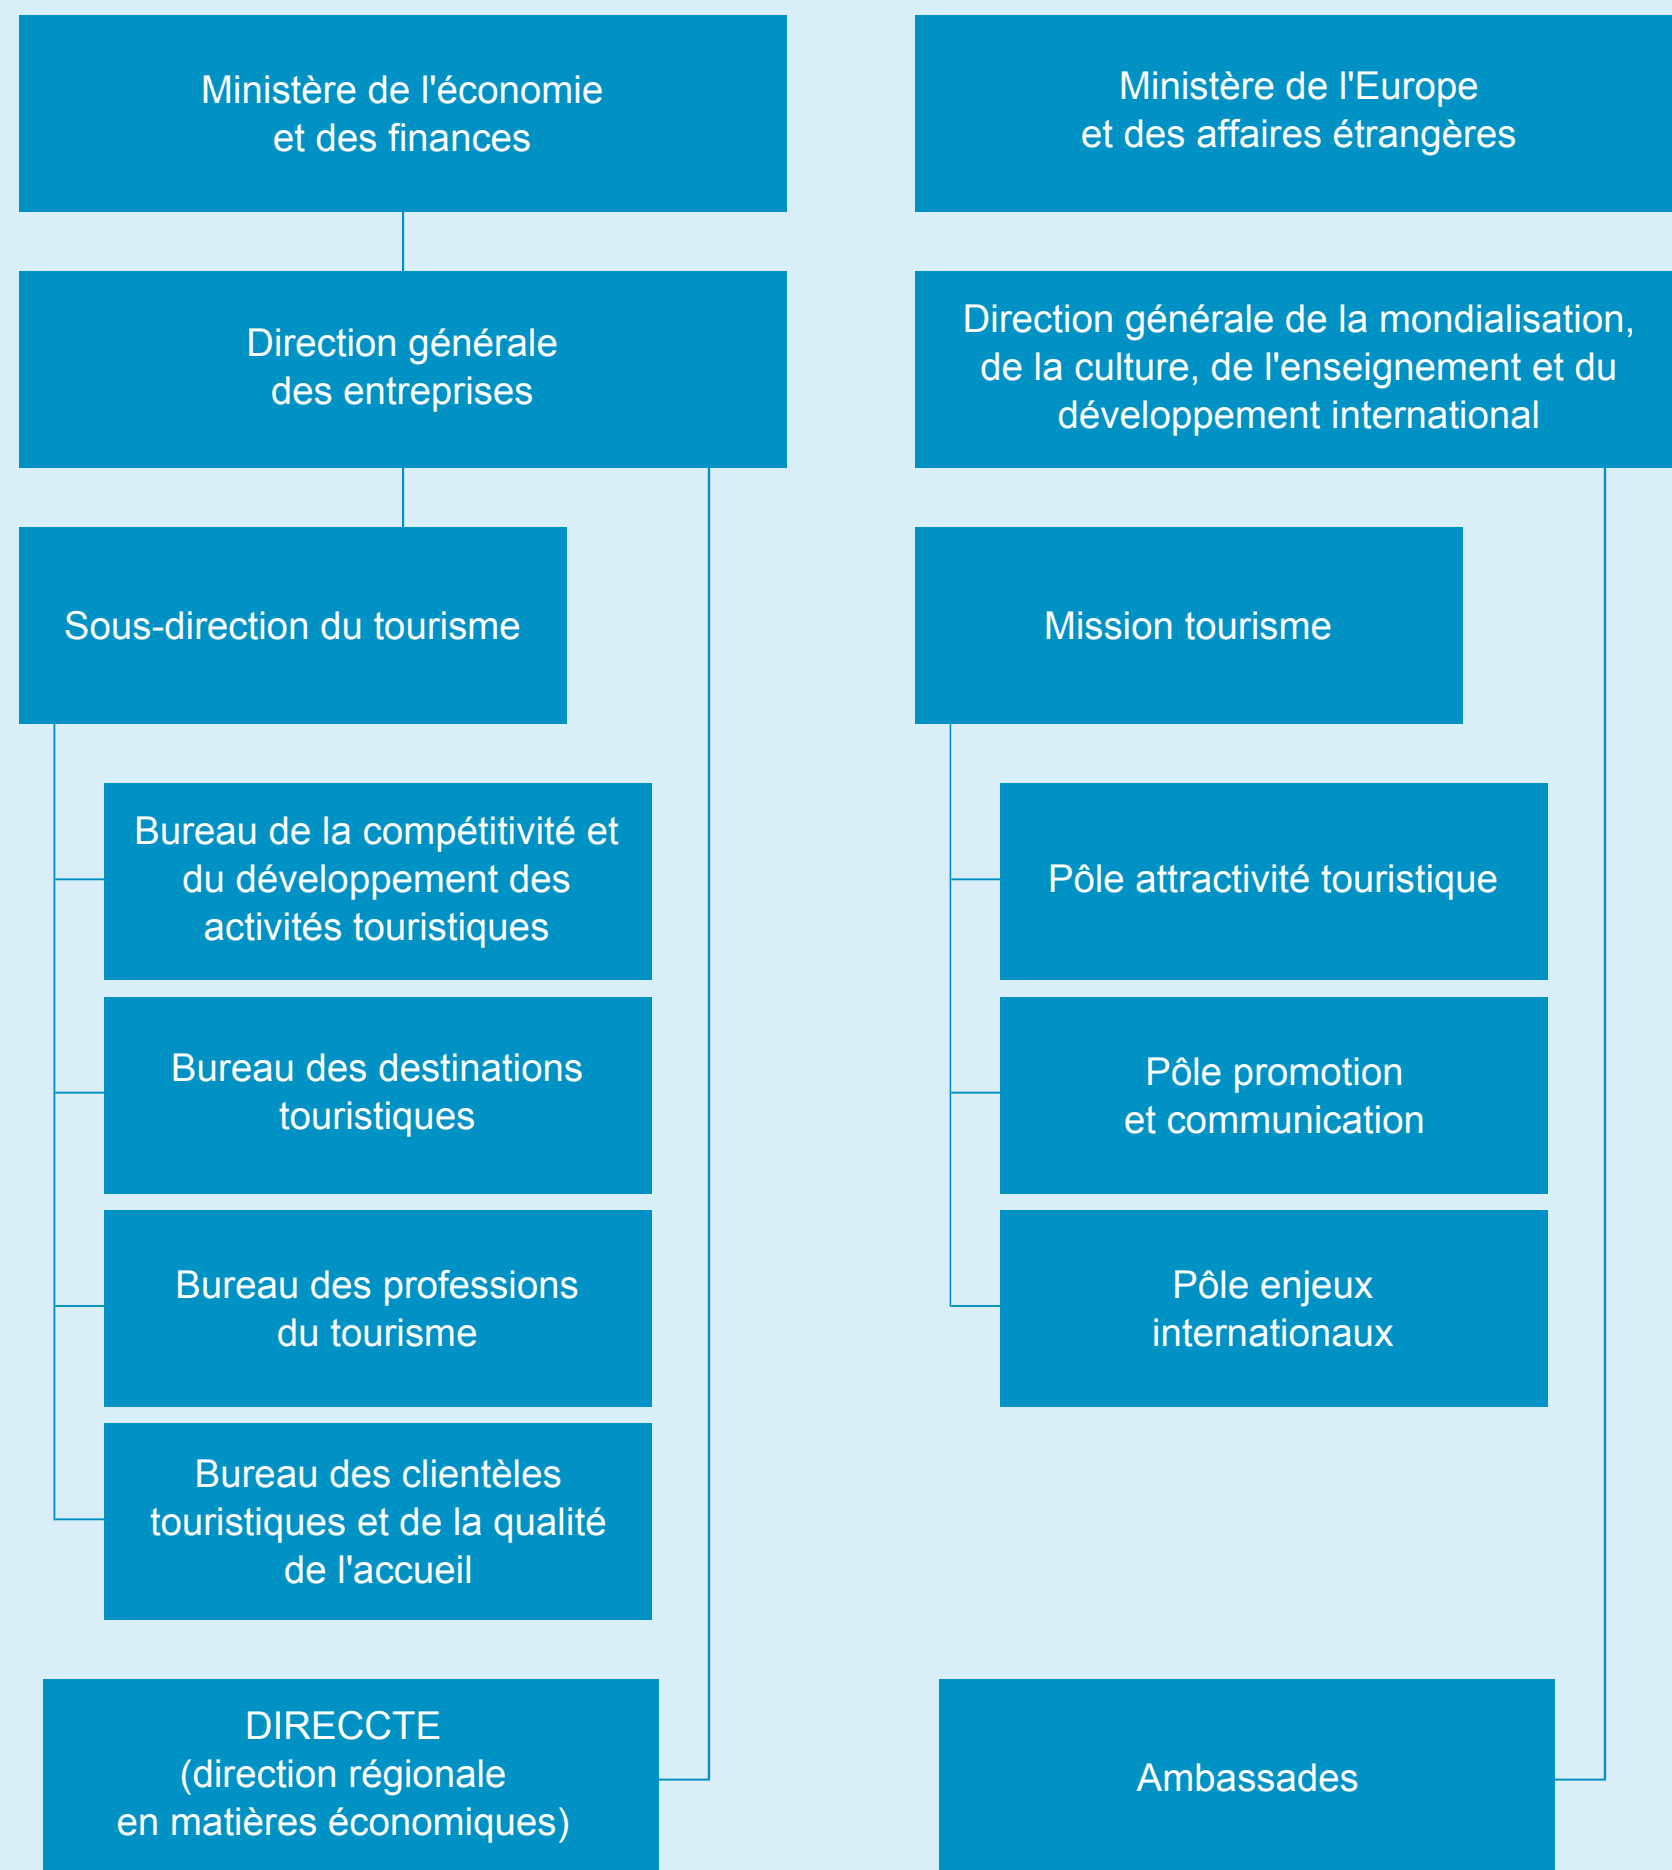 Ministère de l'économie
et des finances
Direction générale
des entreprises
Sous-direction du tourisme
Bureau de la compétitivité et
du développement des
activités touristiques
Bureau des destinations
touristiques
Bureau des professions
du tourisme
Bureau des clientèles
touristiques et de la qualité
de l'accueil
DIRECCTE
(direction régionale
en matières économiques)
Ministère de l'Europe
et des affaires étrangères
Direction générale de la mondialisation,
de la culture, de l'enseignement et du
développement international
Mission tourisme
Pôle attractivité touristique
Pôle promotion
et communication
Pôle enjeux
internationaux
Ambassades